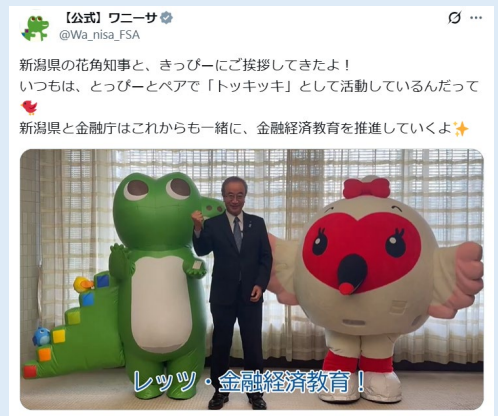 【公式】ワニーサ
@Wa_nisa_FSA
新潟県の花角知事と、きっぴーにご挨拶してきたよ！
いつもは、とっぴーとペアで「トッキッキ」として活動しているんだって
新潟県と金融庁はこれからも一緒に、金融経済教育を推進していくよ✨
レッツ・金融経済教育！